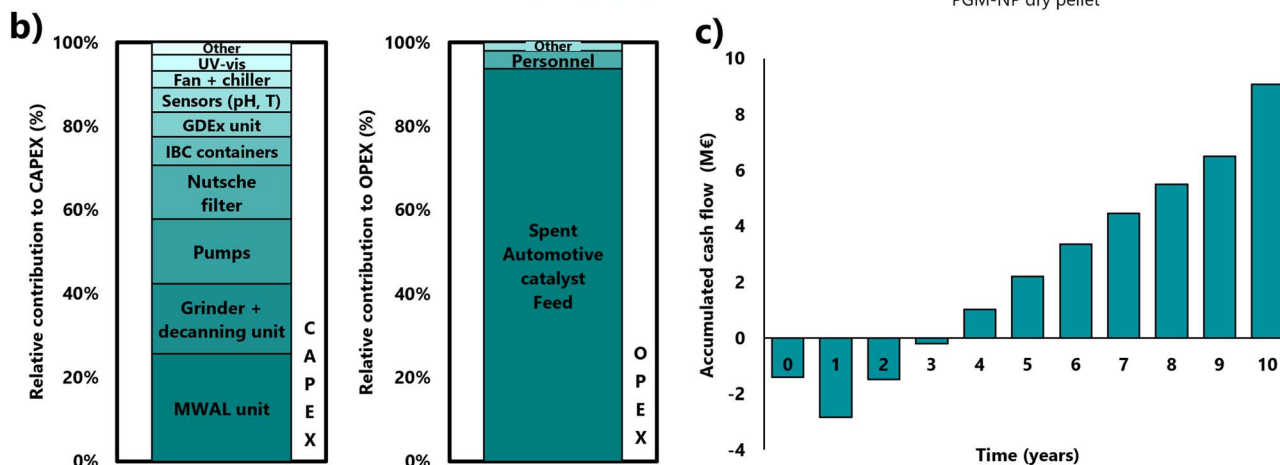 PGM-NP dry pellet
b)
Relative contribution to CAPEX (%)
100%
80%
60%
40%
20%
0%
Other
UV-vis
Fan + chiller
Sensors (pH, T)
GDEx unit
IBC containers
Nutsche
filter
Pumps
Grinder +
decanning unit
MWAL unit
C
A
P
E
X
Relative contribution to OPEX (%)
100%
80%
60%
40%
20%
0%
Other
Personnel
Spent
Automotive
catalyst
Feed
O
P
E
X
c)
Accumulated cash flow (M€)
10
8
6
4
2
0
-2
-4
0 1 2 3 4 5 6 7 8 9 10
Time (years)